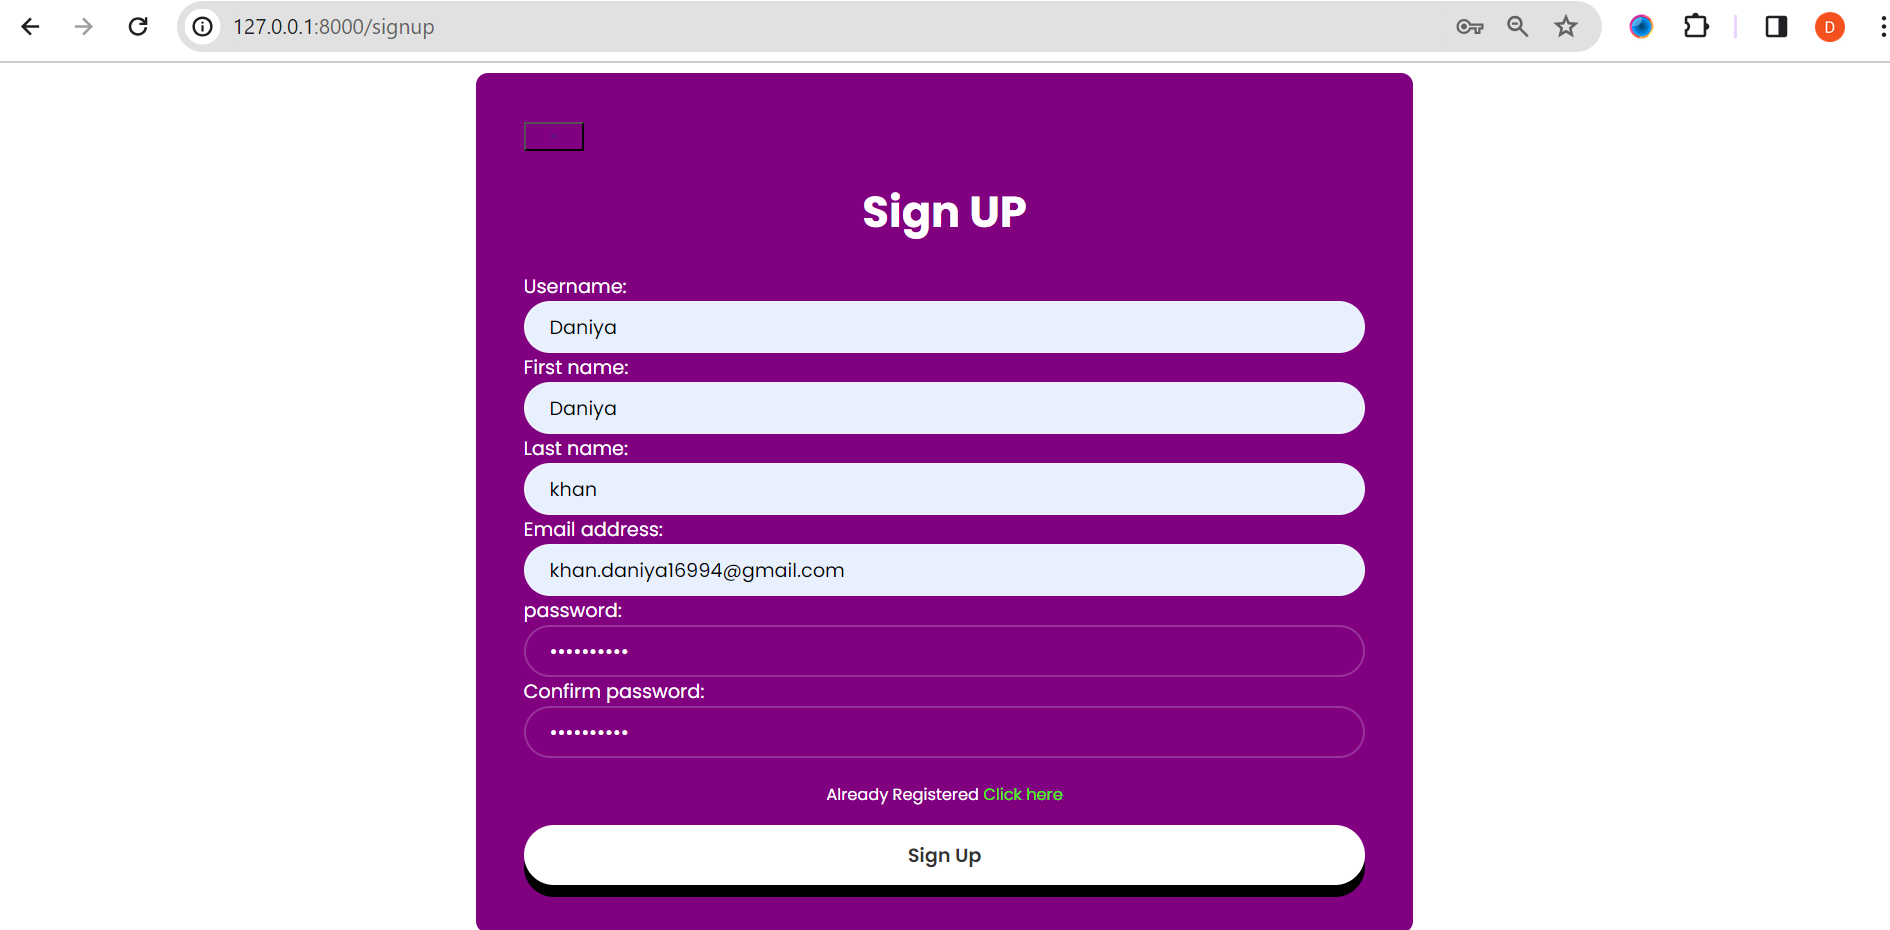 127.0.0.1:8000/signup
D
Sign UP
Username:
Daniya
First name:
Daniya
Last name:
khan
Email address:
khan.daniya16994@gmail.com
password:
••••••••••
Confirm password:
••••••••••
Already Registered Click here
Sign Up